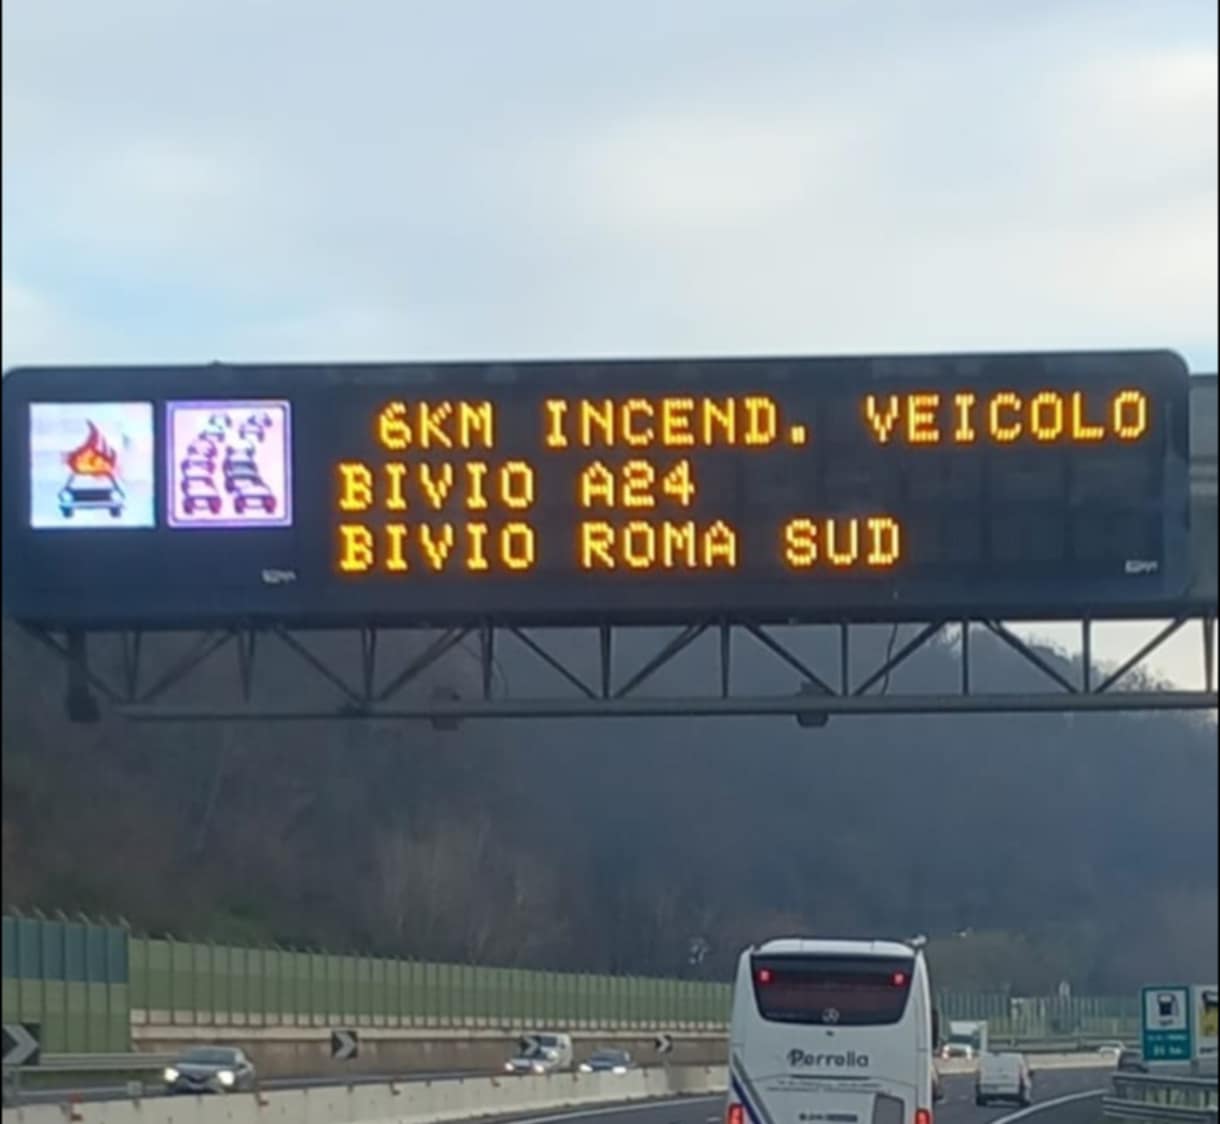 6KM INCEND. VEICOLO
BIVIO A24
BIVIO ROMA SUD
Perrella